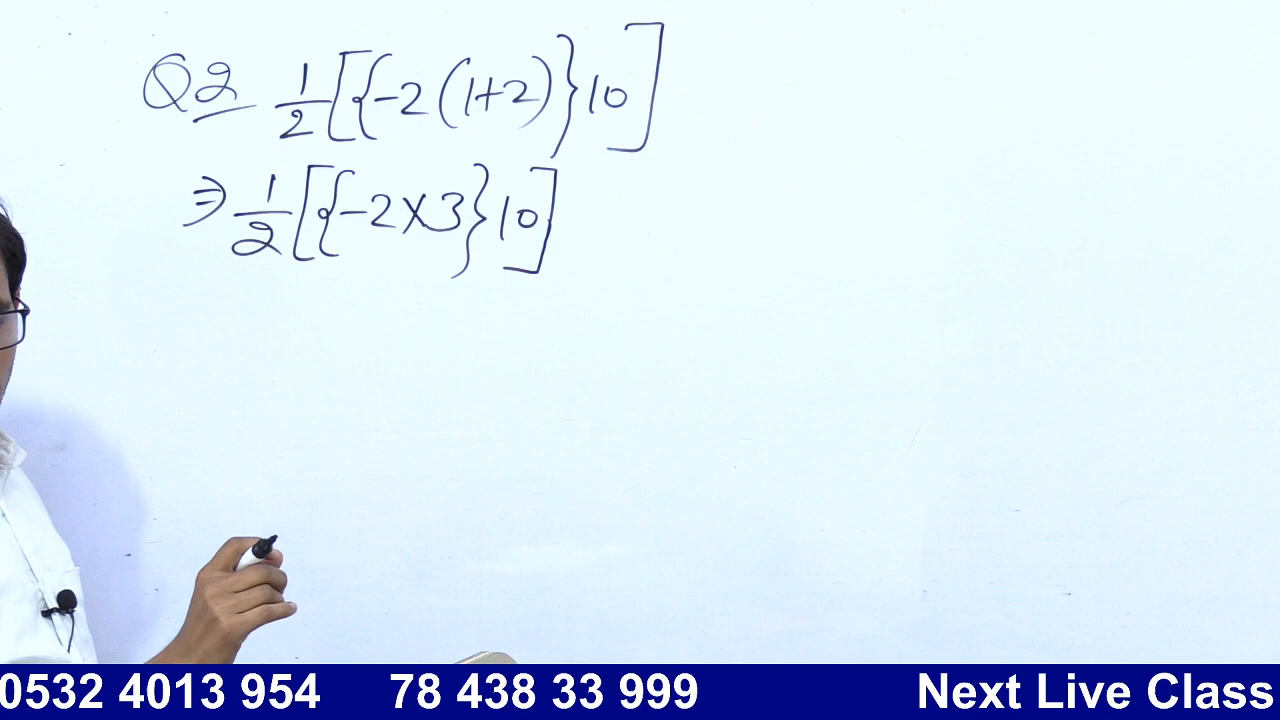 Q2 1/2[{-2(1+2)}10]
⇒ 1/2[{-2×3}10]
0532 4013 954 78 438 33 999 Next Live Class